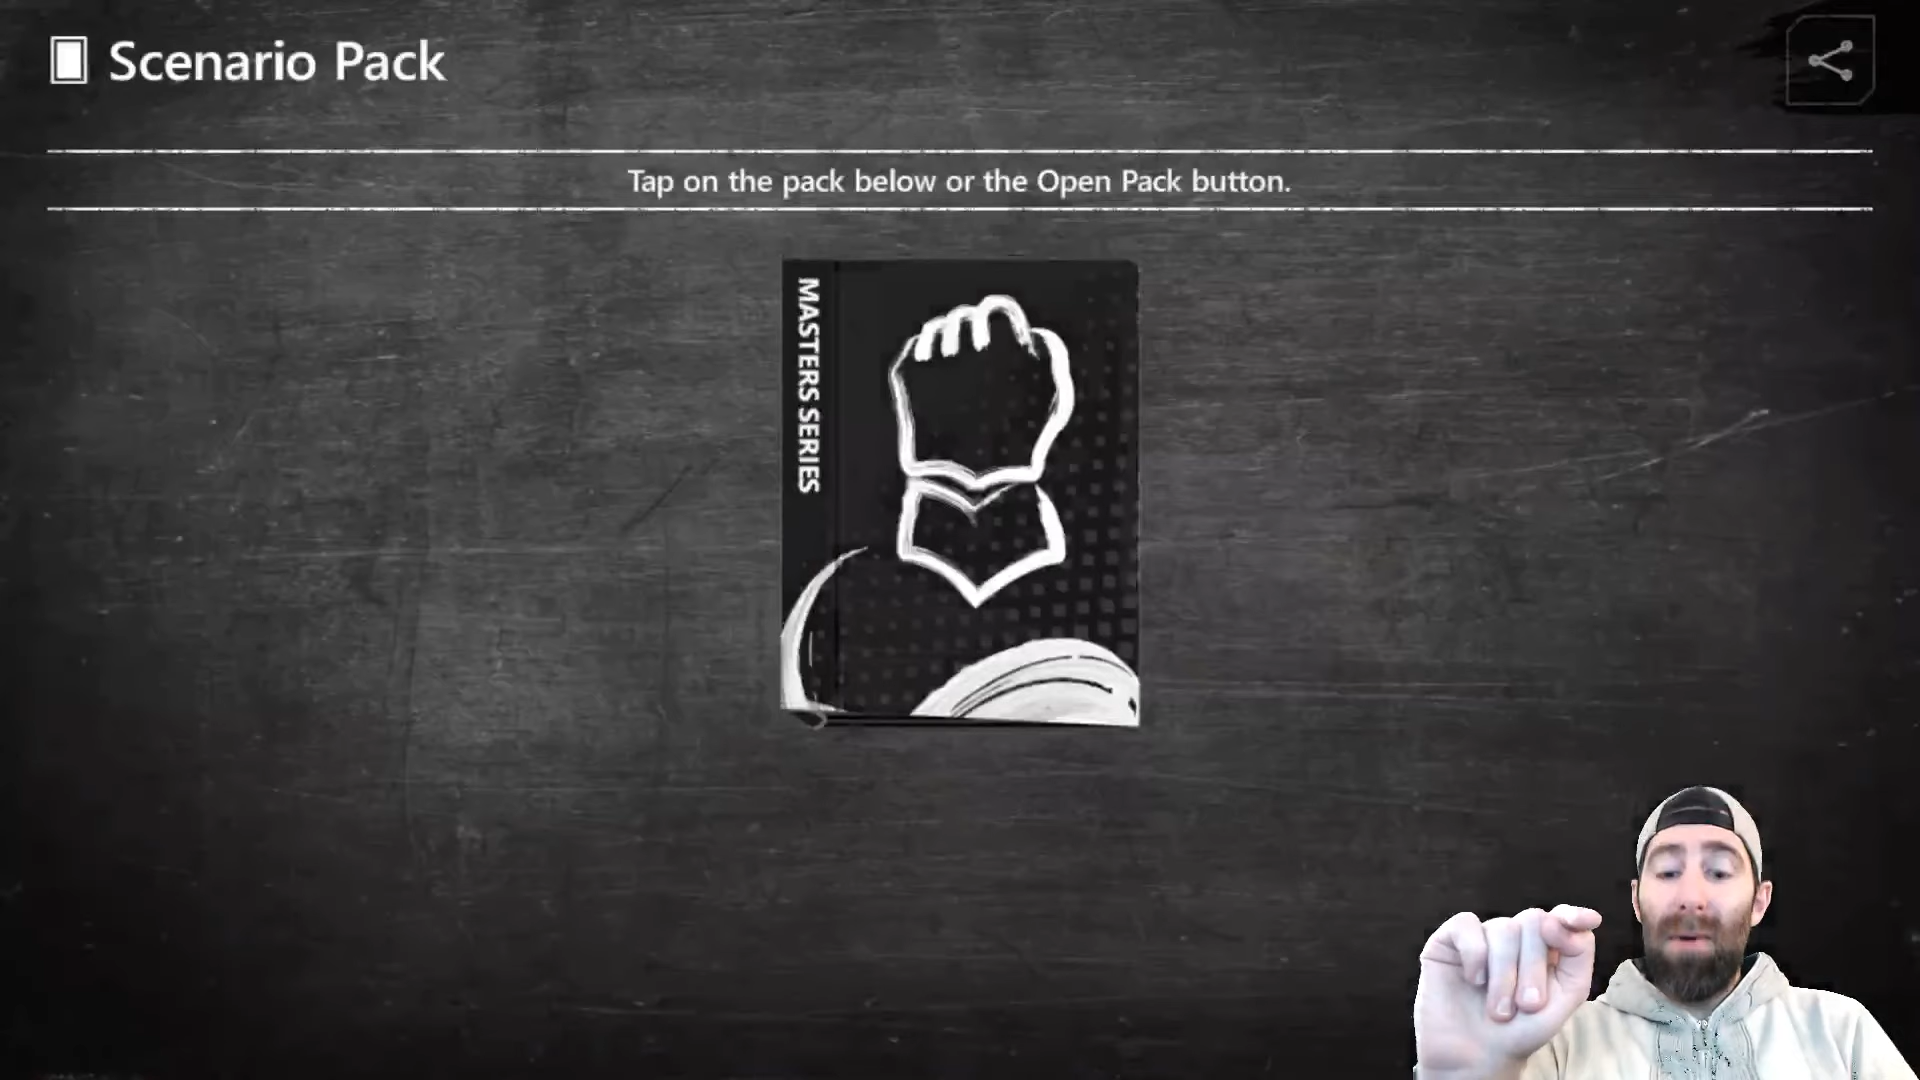 Scenario Pack
Tap on the pack below or the Open Pack button.
MASTERS SERIES